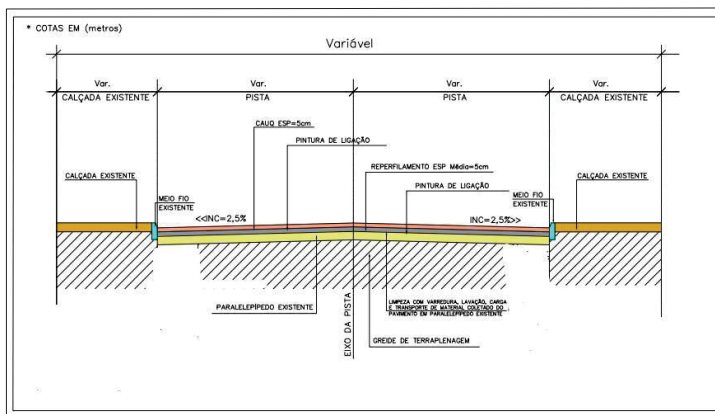 * COTAS EM (metros)
Variável
Var.
Var.
Var.
Var.
CALÇADA EXISTENTE
PISTA
PISTA
CALÇADA EXISTENTE
CAUQ ESP=5cm
PINTURA DE LIGAÇÃO
REPERFILAMENTO ESP Média=5cm
CALÇADA EXISTENTE
PINTURA DE LIGAÇÃO
CALÇADA EXISTENTE
MEIO FIO
EXISTENTE
MEIO FIO
EXISTENTE
<<INC=2,5%
INC=2,5%>>
PARALELEPÍPEDO EXISTENTE
LIMPEZA COM VARREDURA, LAVAÇÃO, CARGA
E TRANSPORTE DE MATERIAL COLETADO DO
PAVIMENTO EM PARALELEPÍPEDO EXISTENTE
EIXO DA PISTA
GREIDE DE TERRAPLENAGEM